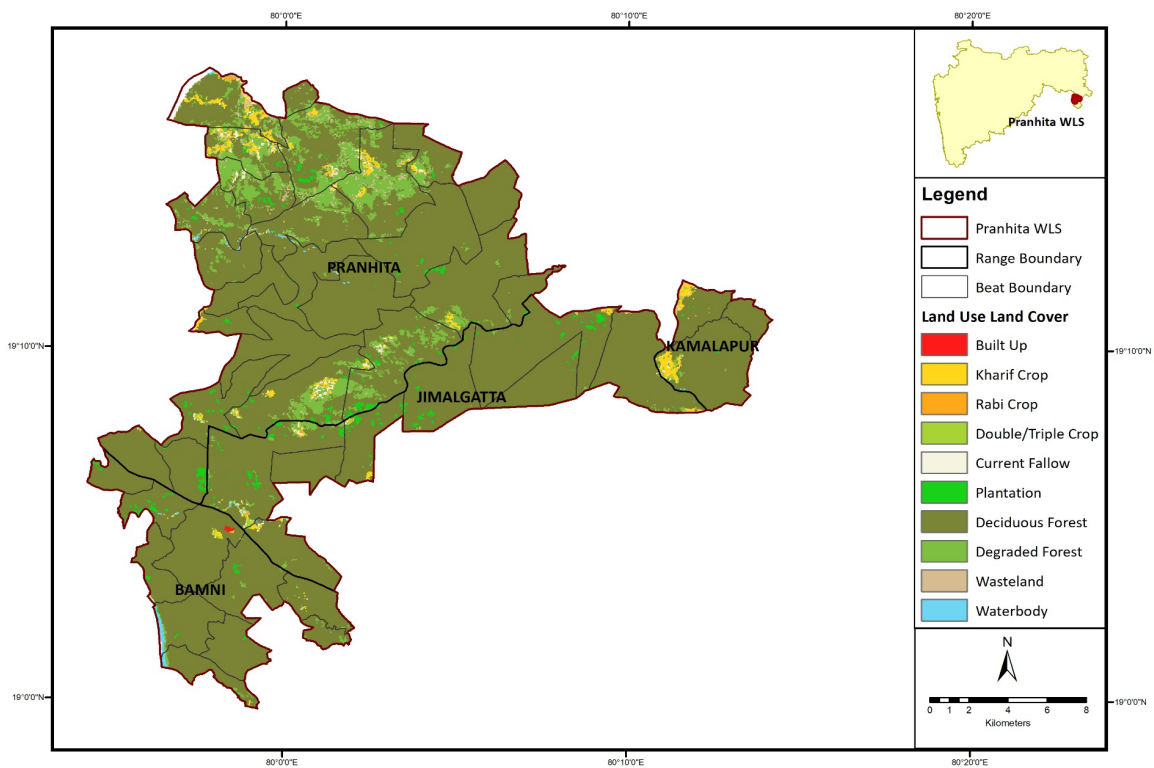 80°0'0"E
80°10'0"E
80°20'0"E
Pranhita WLS
Legend
Pranhita WLS
Range Boundary
Beat Boundary
Land Use Land Cover
Built Up
Kharif Crop
Rabi Crop
Double/Triple Crop
Current Fallow
Plantation
Deciduous Forest
Degraded Forest
Wasteland
Waterbody
N
0 1 2 4 6 8
Kilometers
PRANHITA
KAMALAPUR
JIMALGATTA
BAMNI
19°10'0"N
19°10'0"N
19°0'0"N
19°0'0"N
80°0'0"E
80°10'0"E
80°20'0"E